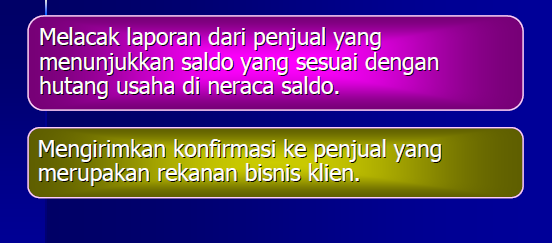 Melacak laporan dari penjual yang
menunjukkan saldo yang sesuai dengan
hutang usaha di neraca saldo.
Mengirimkan konfirmasi ke penjual yang
merupakan rekanan bisnis klien.